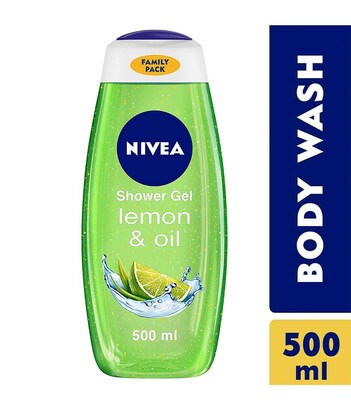 FAMILY
PACK
NIVEA
Shower Gel
lemon
& oil
500 ml
BODY WASH
500
ml